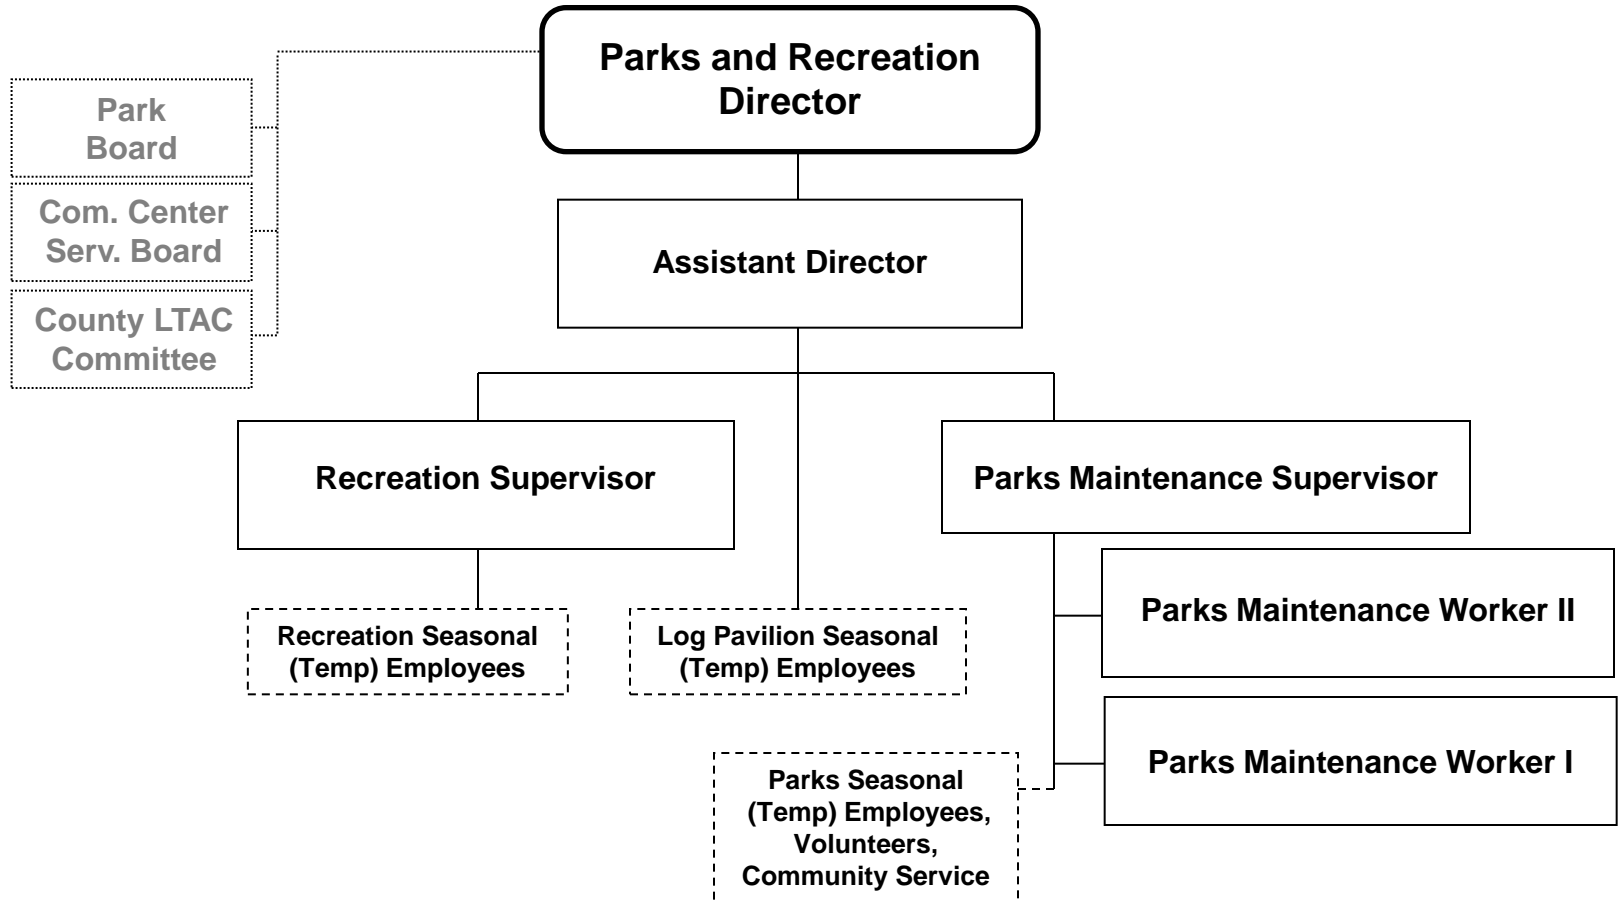 Parks and Recreation
Director
Park
Board
Com. Center
Serv. Board
County LTAC
Committee
Assistant Director
Recreation Supervisor
Parks Maintenance Supervisor
Recreation Seasonal
(Temp) Employees
Log Pavilion Seasonal
(Temp) Employees
Parks Maintenance Worker II
Parks Maintenance Worker I
Parks Seasonal
(Temp) Employees,
Volunteers,
Community Service